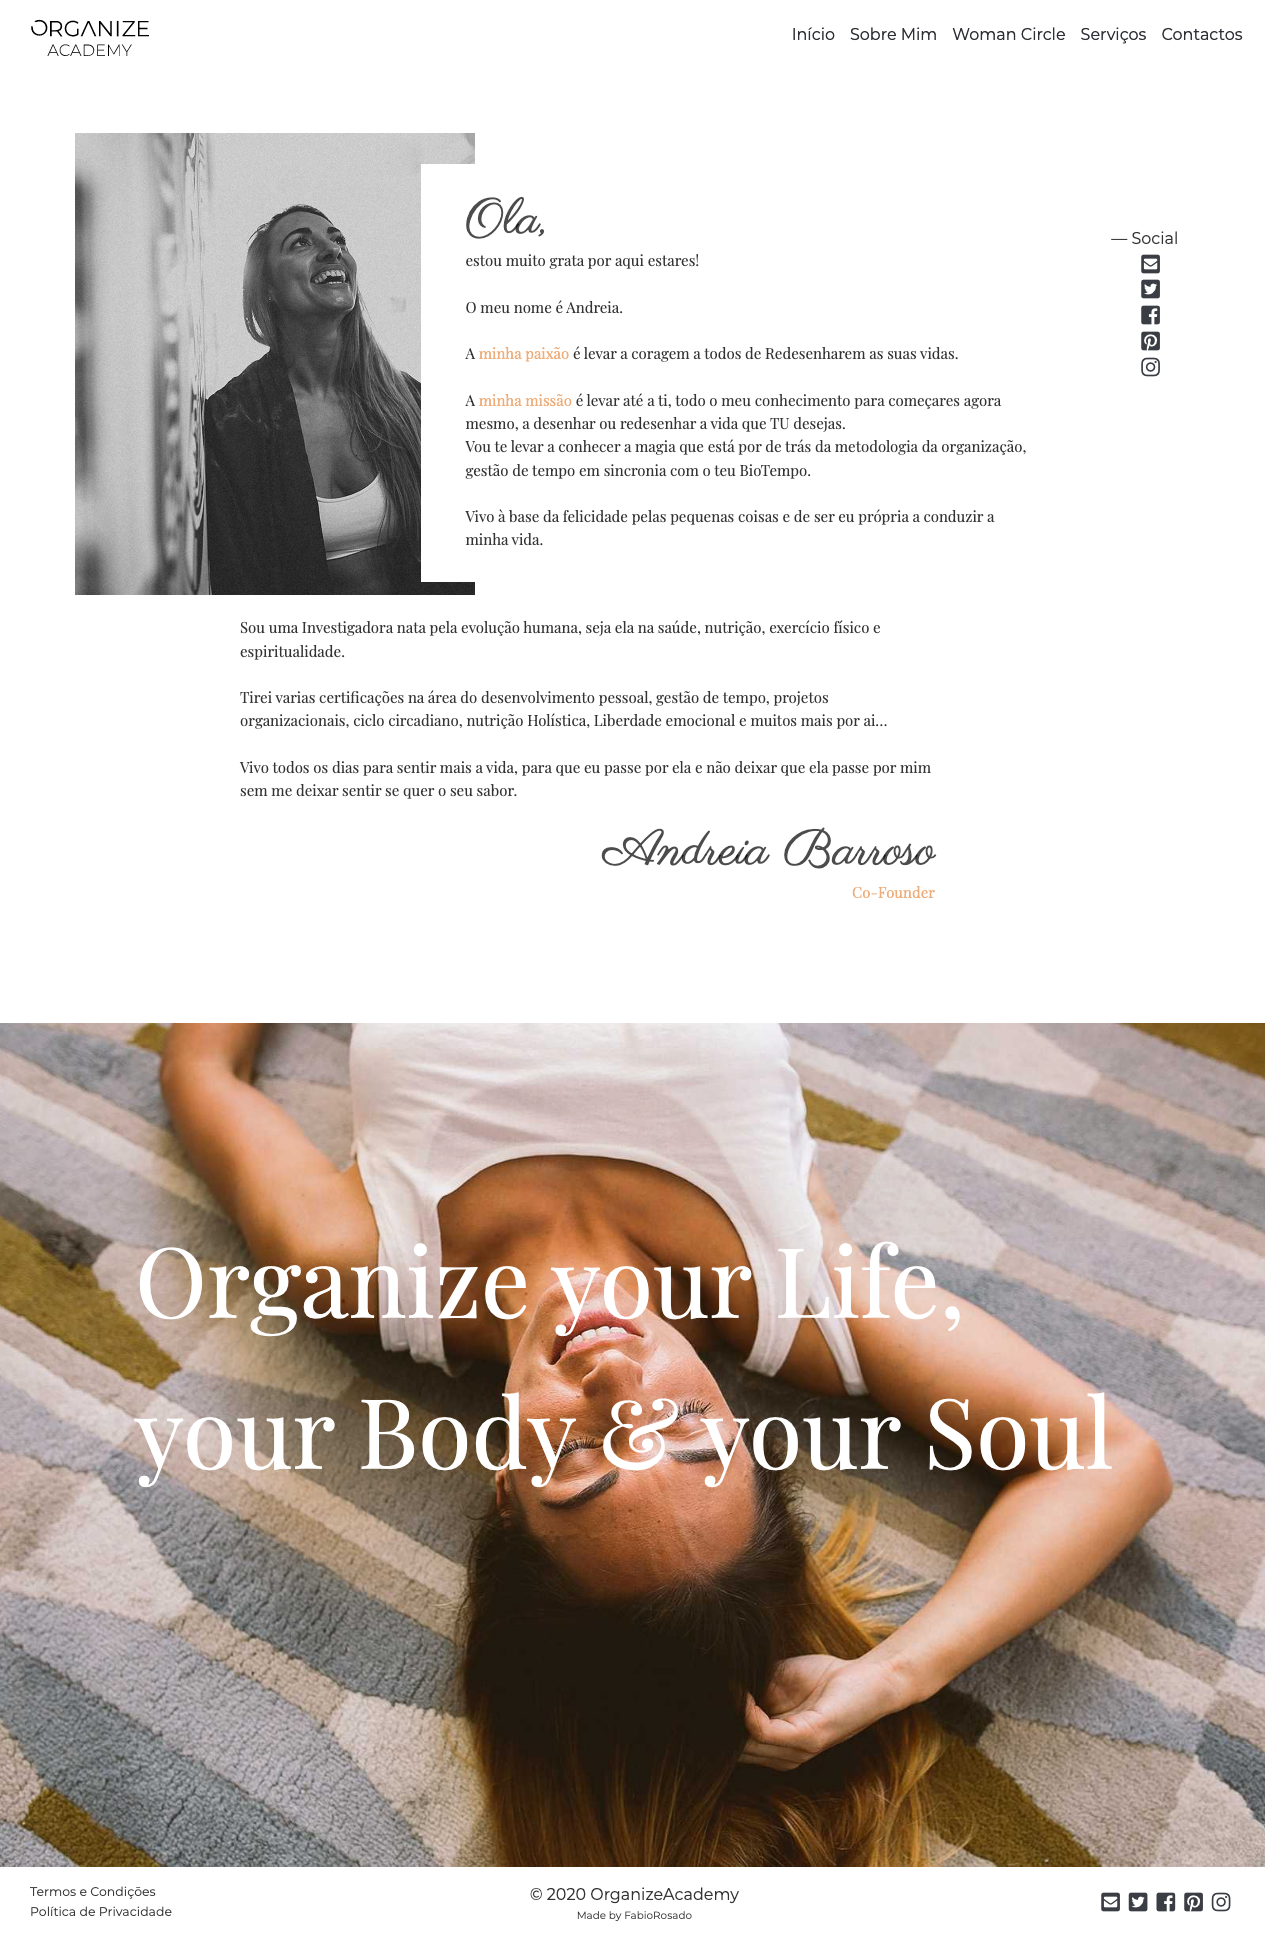 ORGANIZE
ACADEMY
Início Sobre Mim Woman Circle Serviços Contactos
Ola,
estou muito grata por aqui estares!
O meu nome é Andreia.
A minha paixão é levar a coragem a todos de Redesenharem as suas vidas.
A minha missão é levar até a ti, todo o meu conhecimento para começares agora
mesmo, a desenhar ou redesenhar a vida que TU desejas.
Vou te levar a conhecer a magia que está por de trás da metodologia da organização,
gestão de tempo em sincronia com o teu BioTempo.
Vivo à base da felicidade pelas pequenas coisas e de ser eu própria a conduzir a
minha vida.
— Social
Sou uma Investigadora nata pela evolução humana, seja ela na saúde, nutrição, exercício físico e
espiritualidade.
Tirei varias certificações na área do desenvolvimento pessoal, gestão de tempo, projetos
organizacionais, ciclo circadiano, nutrição Holística, Liberdade emocional e muitos mais por ai...
Vivo todos os dias para sentir mais a vida, para que eu passe por ela e não deixar que ela passe por mim
sem me deixar sentir se quer o seu sabor.
Andreia Barroso
Co-Founder
Organize your Life,
your Body & your Soul
Termos e Condições
Política de Privacidade
© 2020 OrganizeAcademy
Made by FabioRosado